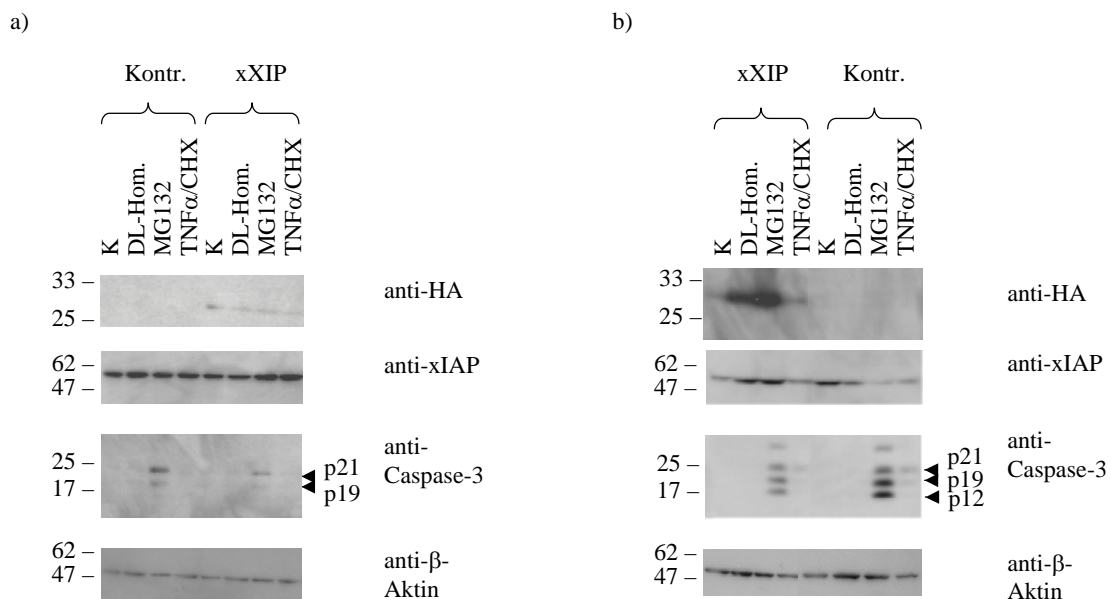 a)
Kontr.
xXIP
K
DL-Hom.
MG132
TNFα/CHX
K
DL-Hom.
MG132
TNFα/CHX
33 –
25 –
anti-HA
62 –
47 –
anti-xIAP
25 –
17 –
p21
p19
anti-
Caspase-3
62 –
47 –
anti-β-
Aktin
b)
xXIP
Kontr.
K
DL-Hom.
MG132
TNFα/CHX
K
DL-Hom.
MG132
TNFα/CHX
33 –
25 –
anti-HA
62 –
47 –
anti-xIAP
25 –
17 –
p21
p19
p12
anti-
Caspase-3
62 –
47 –
anti-β-
Aktin